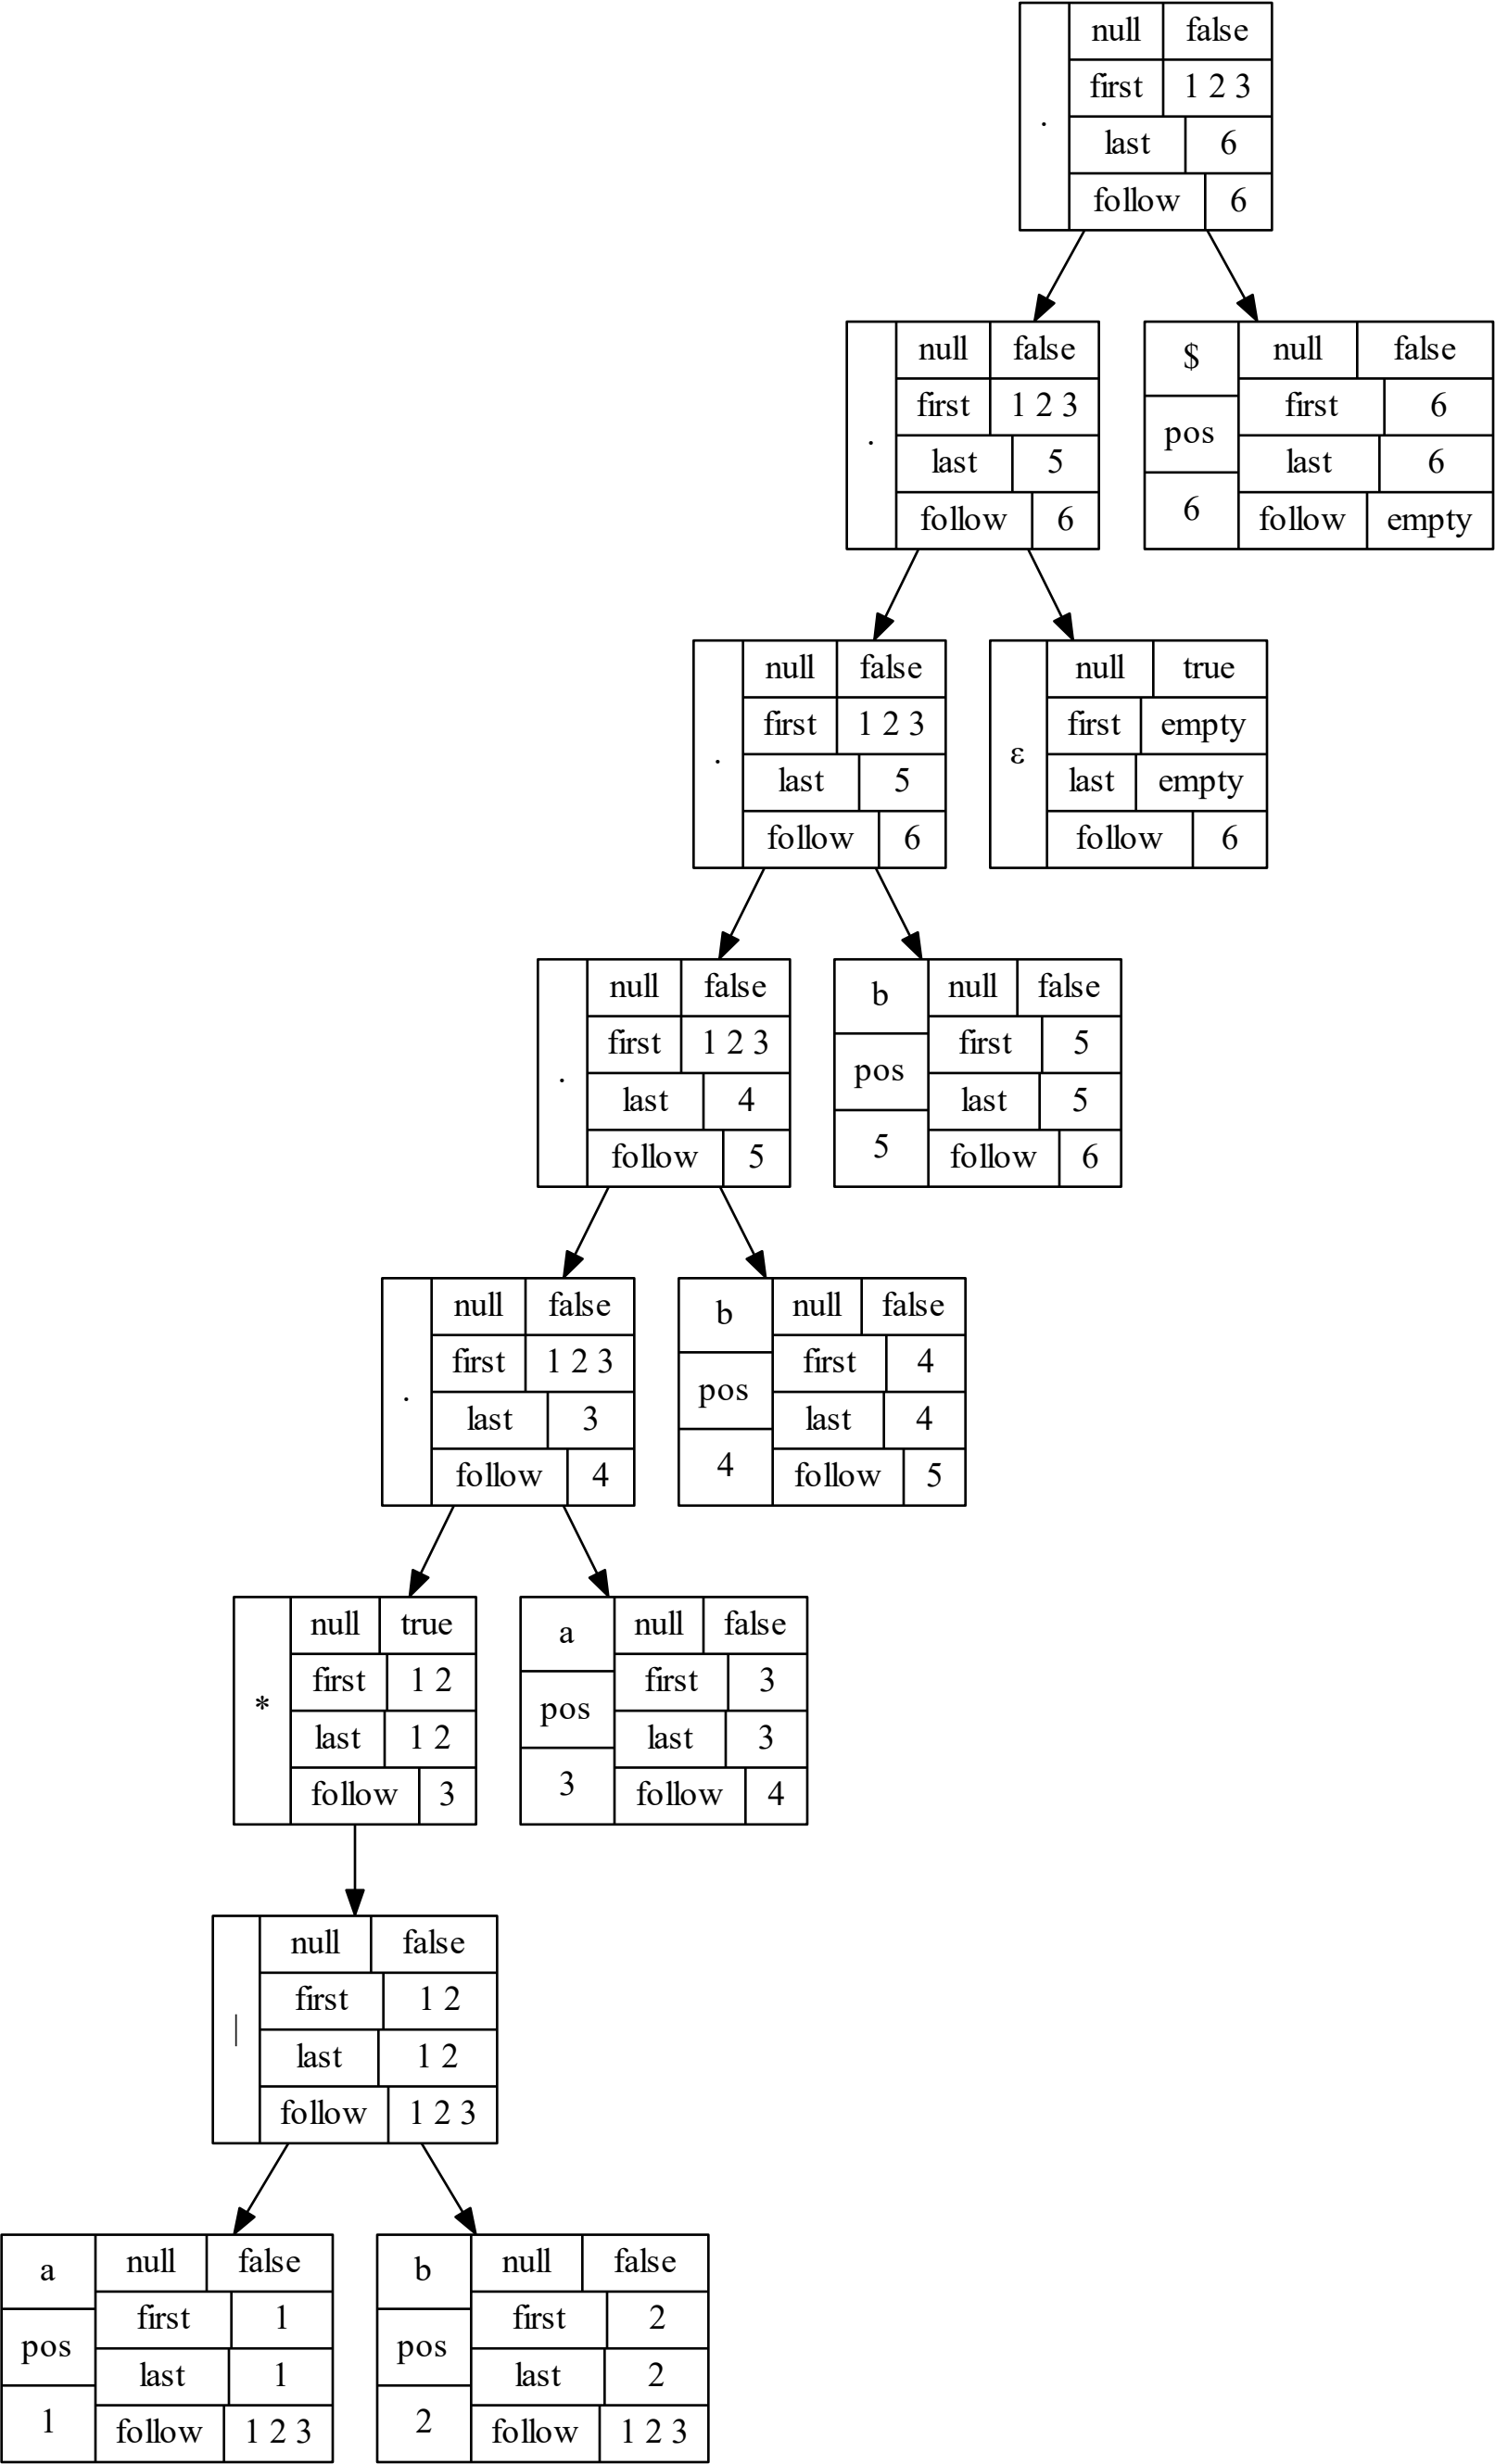 . null false
first 1 2 3
last 6
follow 6
. null false
first 1 2 3
last 5
follow 6
$ pos 6 null false
first 6
last 6
follow empty
. null false
first 1 2 3
last 5
follow 6
ε null true
first empty
last empty
follow 6
. null false
first 1 2 3
last 4
follow 5
b pos 5 null false
first 5
last 5
follow 6
. null false
first 1 2 3
last 3
follow 4
b pos 4 null false
first 4
last 4
follow 5
* null true
first 1 2
last 1 2
follow 3
a pos 3 null false
first 3
last 3
follow 4
| null false
first 1 2
last 1 2
follow 1 2 3
a pos 1 null false
first 1
last 1
follow 1 2 3
b pos 2 null false
first 2
last 2
follow 1 2 3